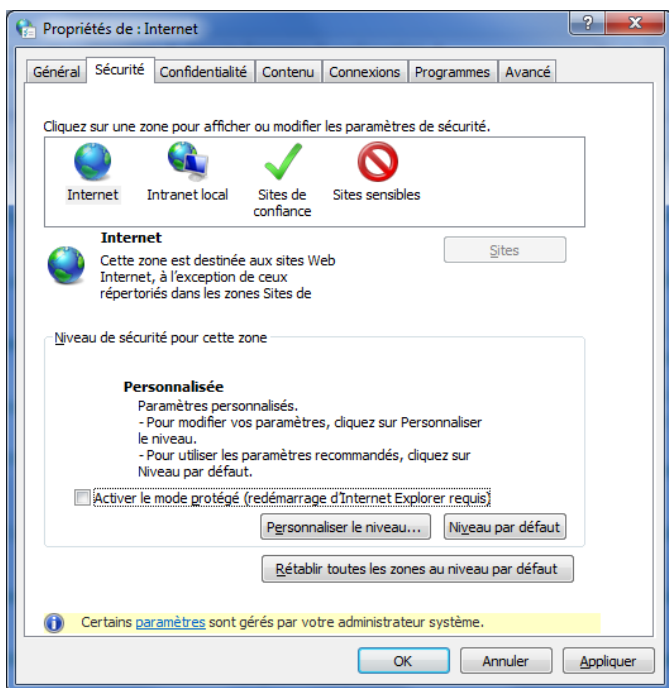 Propriétés de : Internet
Général Sécurité Confidentialité Contenu Connexions Programmes Avancé
Cliquez sur une zone pour afficher ou modifier les paramètres de sécurité.
Internet Intranet local Sites de confiance Sites sensibles
Internet
Cette zone est destinée aux sites Web
Internet, à l'exception de ceux
répertoriés dans les zones Sites de
Sites
Niveau de sécurité pour cette zone
Personnalisée
Paramètres personnalisés.
- Pour modifier vos paramètres, cliquez sur Personnaliser
le niveau.
- Pour utiliser les paramètres recommandés, cliquez sur
Niveau par défaut.
Activer le mode protégé (redémarrage d'Internet Explorer requis)
Personnaliser le niveau... Niveau par défaut
Rétablir toutes les zones au niveau par défaut
Certains paramètres sont gérés par votre administrateur système.
OK Annuler Appliquer